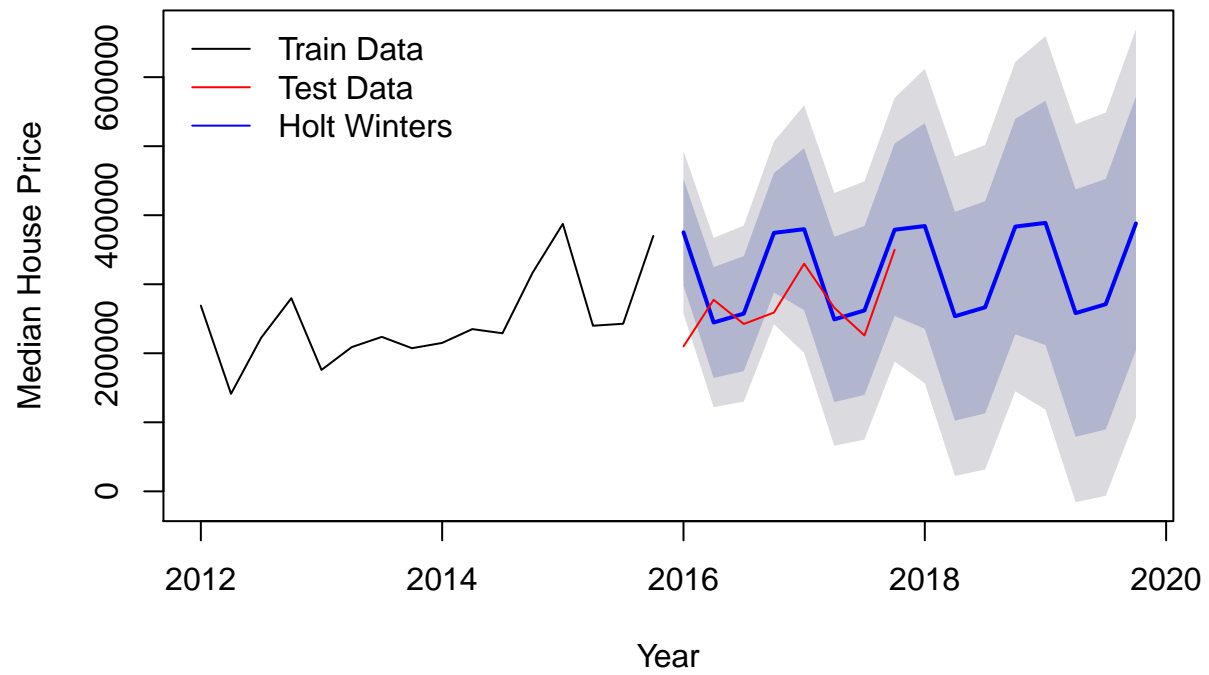 Train Data
Test Data
Holt Winters
Median House Price
600000
400000
200000
0
2012 2014 2016 2018 2020
Year